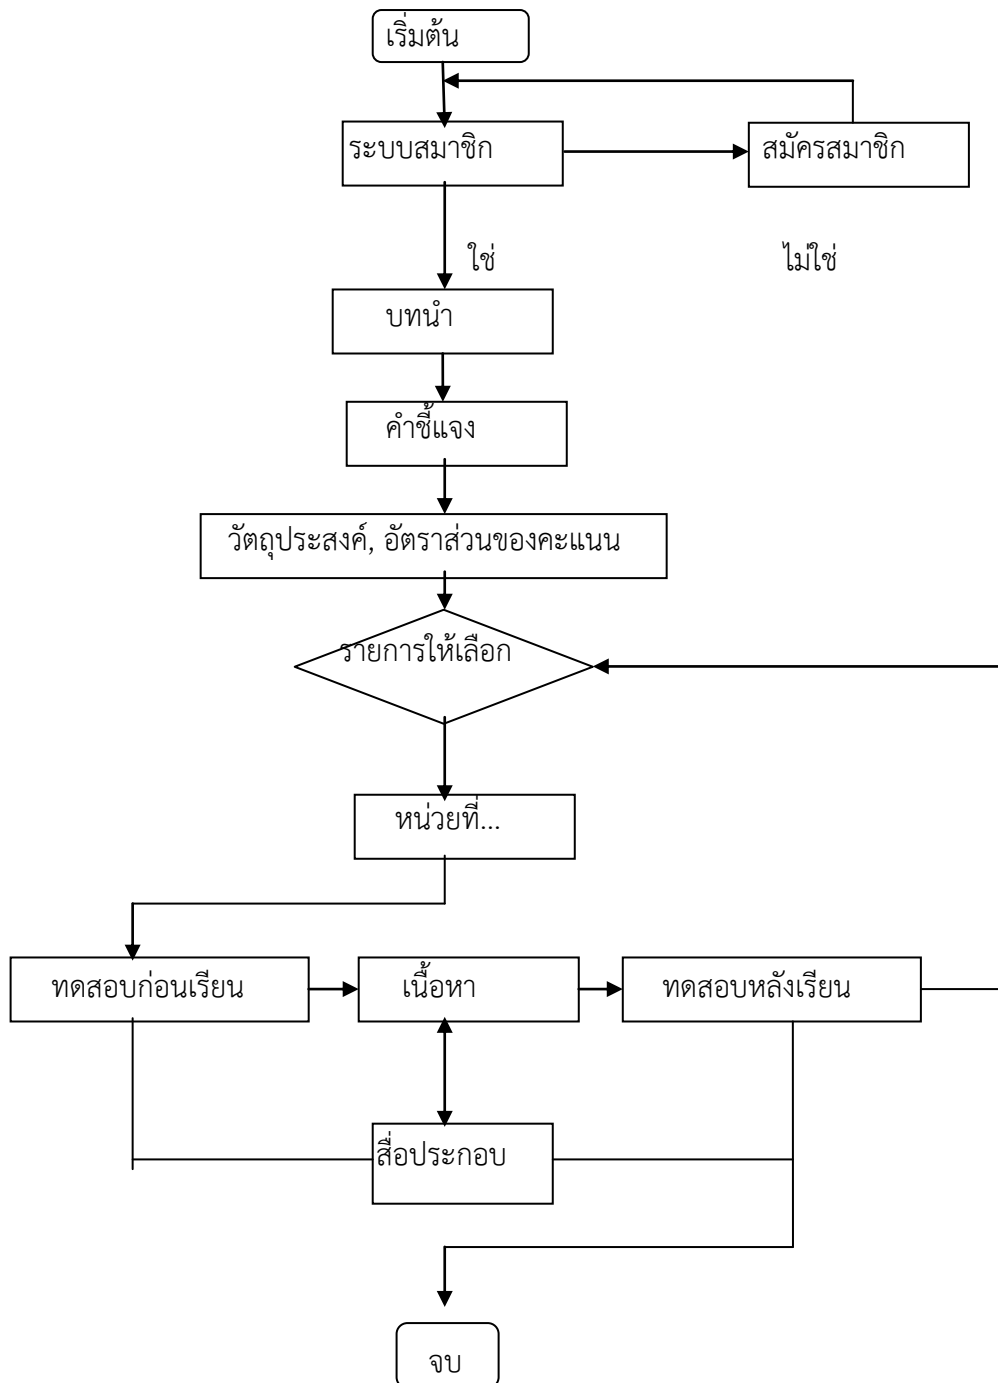 เริ่มต้น
ระบบสมาชิก
สมัครสมาชิก
ใช่
ไม่ใช่
บทนำ
คำชี้แจง
วัตถุประสงค์, อัตราส่วนของคะแนน
รายการให้เลือก
หน่วยที่...
ทดสอบก่อนเรียน
เนื้อหา
ทดสอบหลังเรียน
สื่อประกอบ
จบ